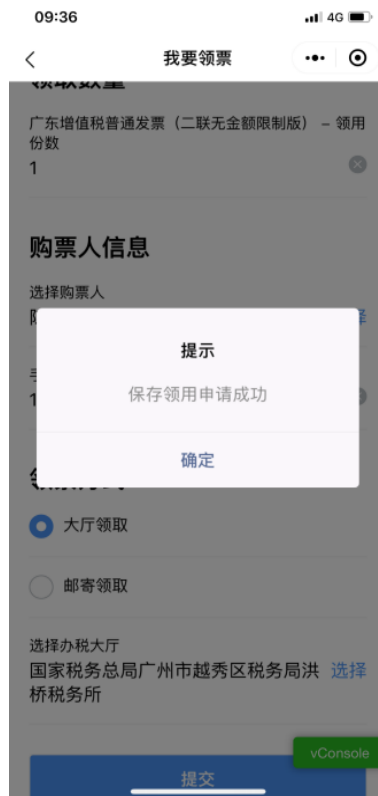 09:36
4G
我要领票
广东增值税普通发票（二联无金额限制版） – 领用
份数
1
购票人信息
选择购票人
提示
保存领用申请成功
确定
大厅领取
邮寄领取
选择办税大厅
国家税务总局广州市越秀区税务局洪
桥税务所
选择
vConsole
提交